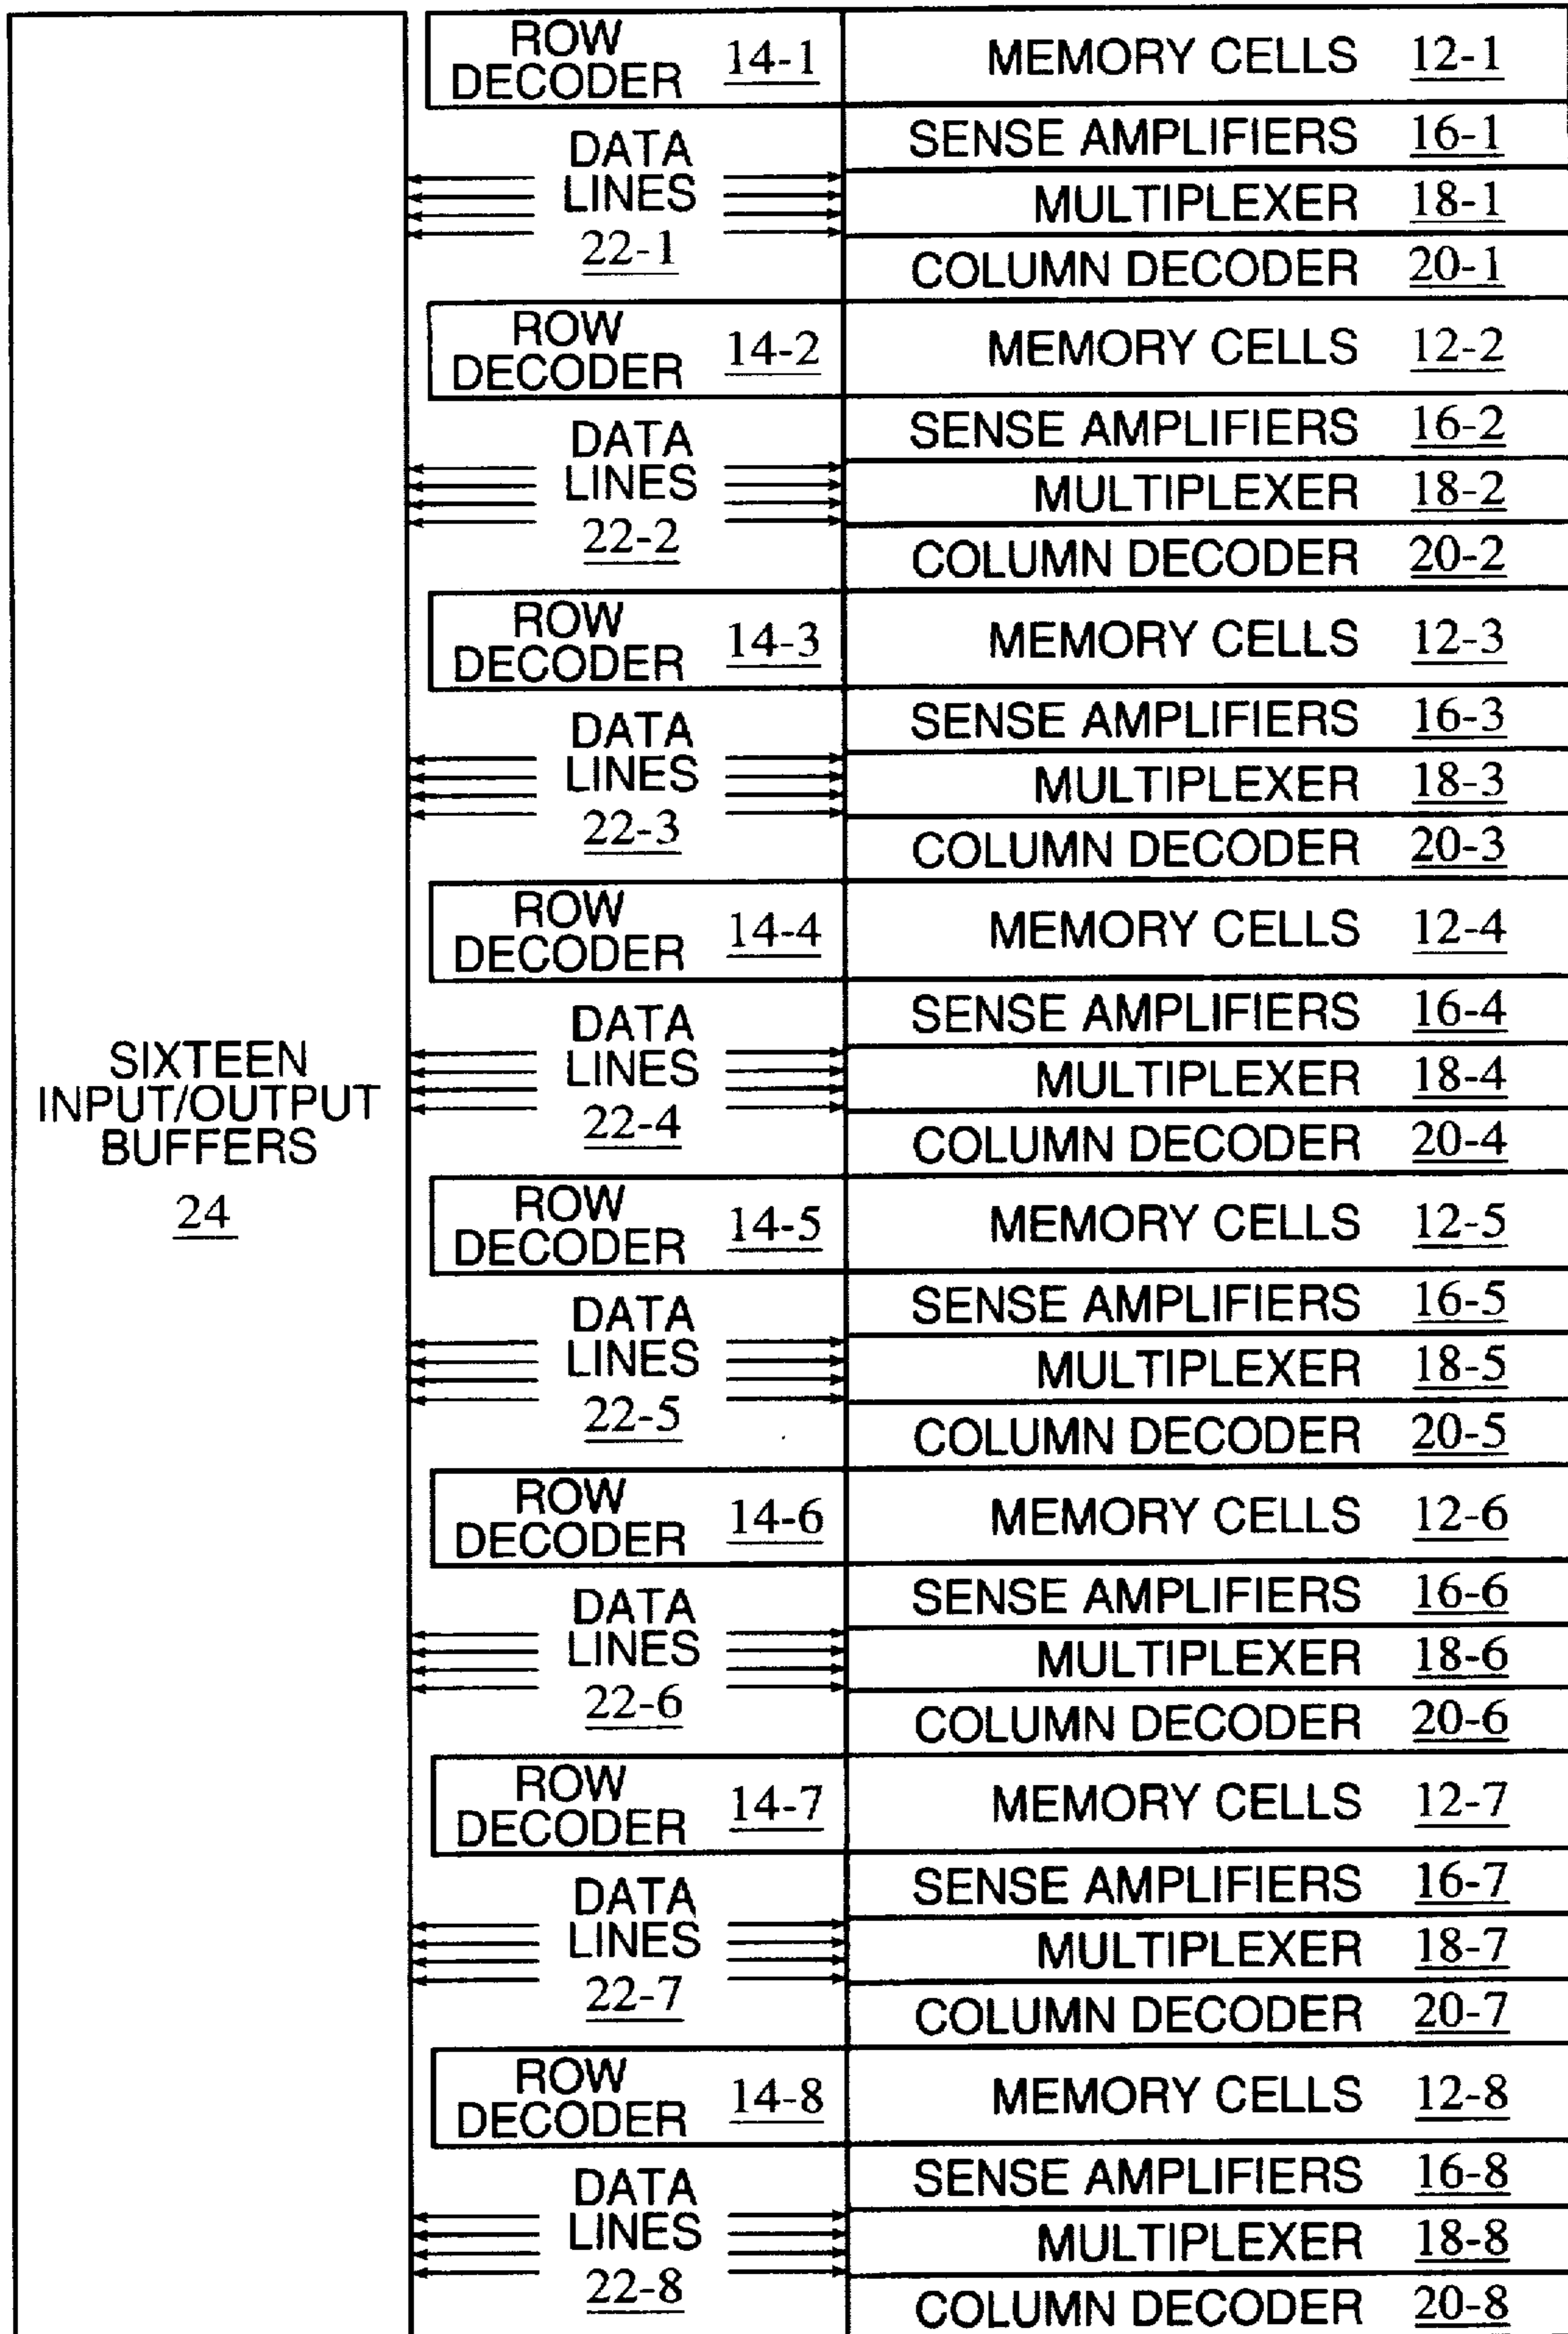 SIXTEEN
INPUT/OUTPUT
BUFFERS
24
ROW
DECODER 14-1
MEMORY CELLS 12-1
DATA
LINES
22-1
SENSE AMPLIFIERS 16-1
MULTIPLEXER 18-1
COLUMN DECODER 20-1
ROW
DECODER 14-2
MEMORY CELLS 12-2
DATA
LINES
22-2
SENSE AMPLIFIERS 16-2
MULTIPLEXER 18-2
COLUMN DECODER 20-2
ROW
DECODER 14-3
MEMORY CELLS 12-3
DATA
LINES
22-3
SENSE AMPLIFIERS 16-3
MULTIPLEXER 18-3
COLUMN DECODER 20-3
ROW
DECODER 14-4
MEMORY CELLS 12-4
DATA
LINES
22-4
SENSE AMPLIFIERS 16-4
MULTIPLEXER 18-4
COLUMN DECODER 20-4
ROW
DECODER 14-5
MEMORY CELLS 12-5
DATA
LINES
22-5
SENSE AMPLIFIERS 16-5
MULTIPLEXER 18-5
COLUMN DECODER 20-5
ROW
DECODER 14-6
MEMORY CELLS 12-6
DATA
LINES
22-6
SENSE AMPLIFIERS 16-6
MULTIPLEXER 18-6
COLUMN DECODER 20-6
ROW
DECODER 14-7
MEMORY CELLS 12-7
DATA
LINES
22-7
SENSE AMPLIFIERS 16-7
MULTIPLEXER 18-7
COLUMN DECODER 20-7
ROW
DECODER 14-8
MEMORY CELLS 12-8
DATA
LINES
22-8
SENSE AMPLIFIERS 16-8
MULTIPLEXER 18-8
COLUMN DECODER 20-8